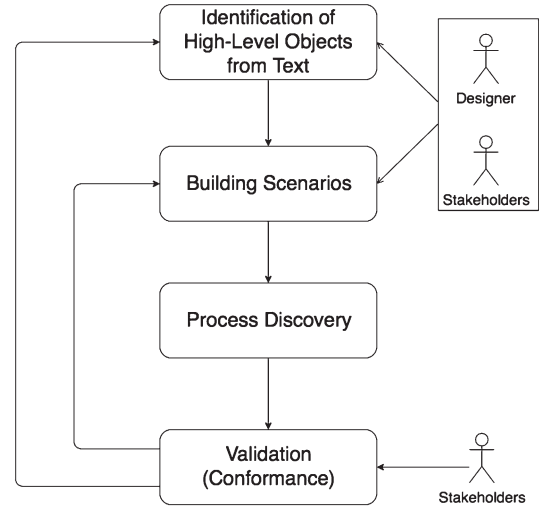 Identification of
High-Level Objects
from Text
Designer
Building Scenarios
Stakeholders
Process Discovery
Validation
(Conformance)
Stakeholders